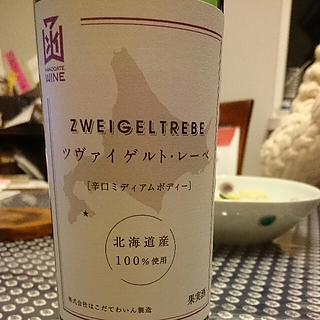 HAKODATE
WINE
ZWEIGELTREBE
ツヴァイゲルト・レーベ
[辛口ミディアムボディー]
北海道産
100%使用
果実酒
株式会社はこだてわいん製造